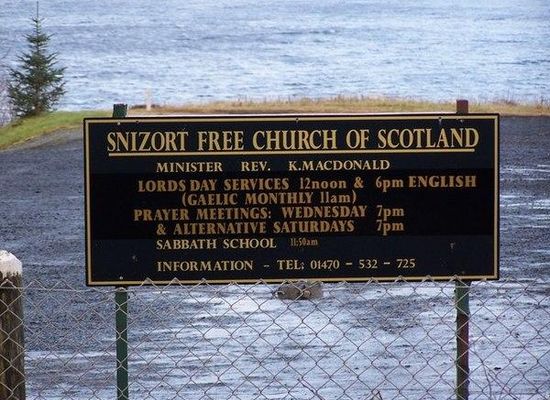 SNIZORT FREE CHURCH OF SCOTLAND
MINISTER REV. K.MACDONALD
LORDS DAY SERVICES 12noon & 6pm ENGLISH
(GAELIC MONTHLY 11am)
PRAYER MEETINGS: WEDNESDAY 7pm
& ALTERNATIVE SATURDAYS 7pm
SABBATH SCHOOL 11:50am
INFORMATION - TEL: 01470 - 532 - 725